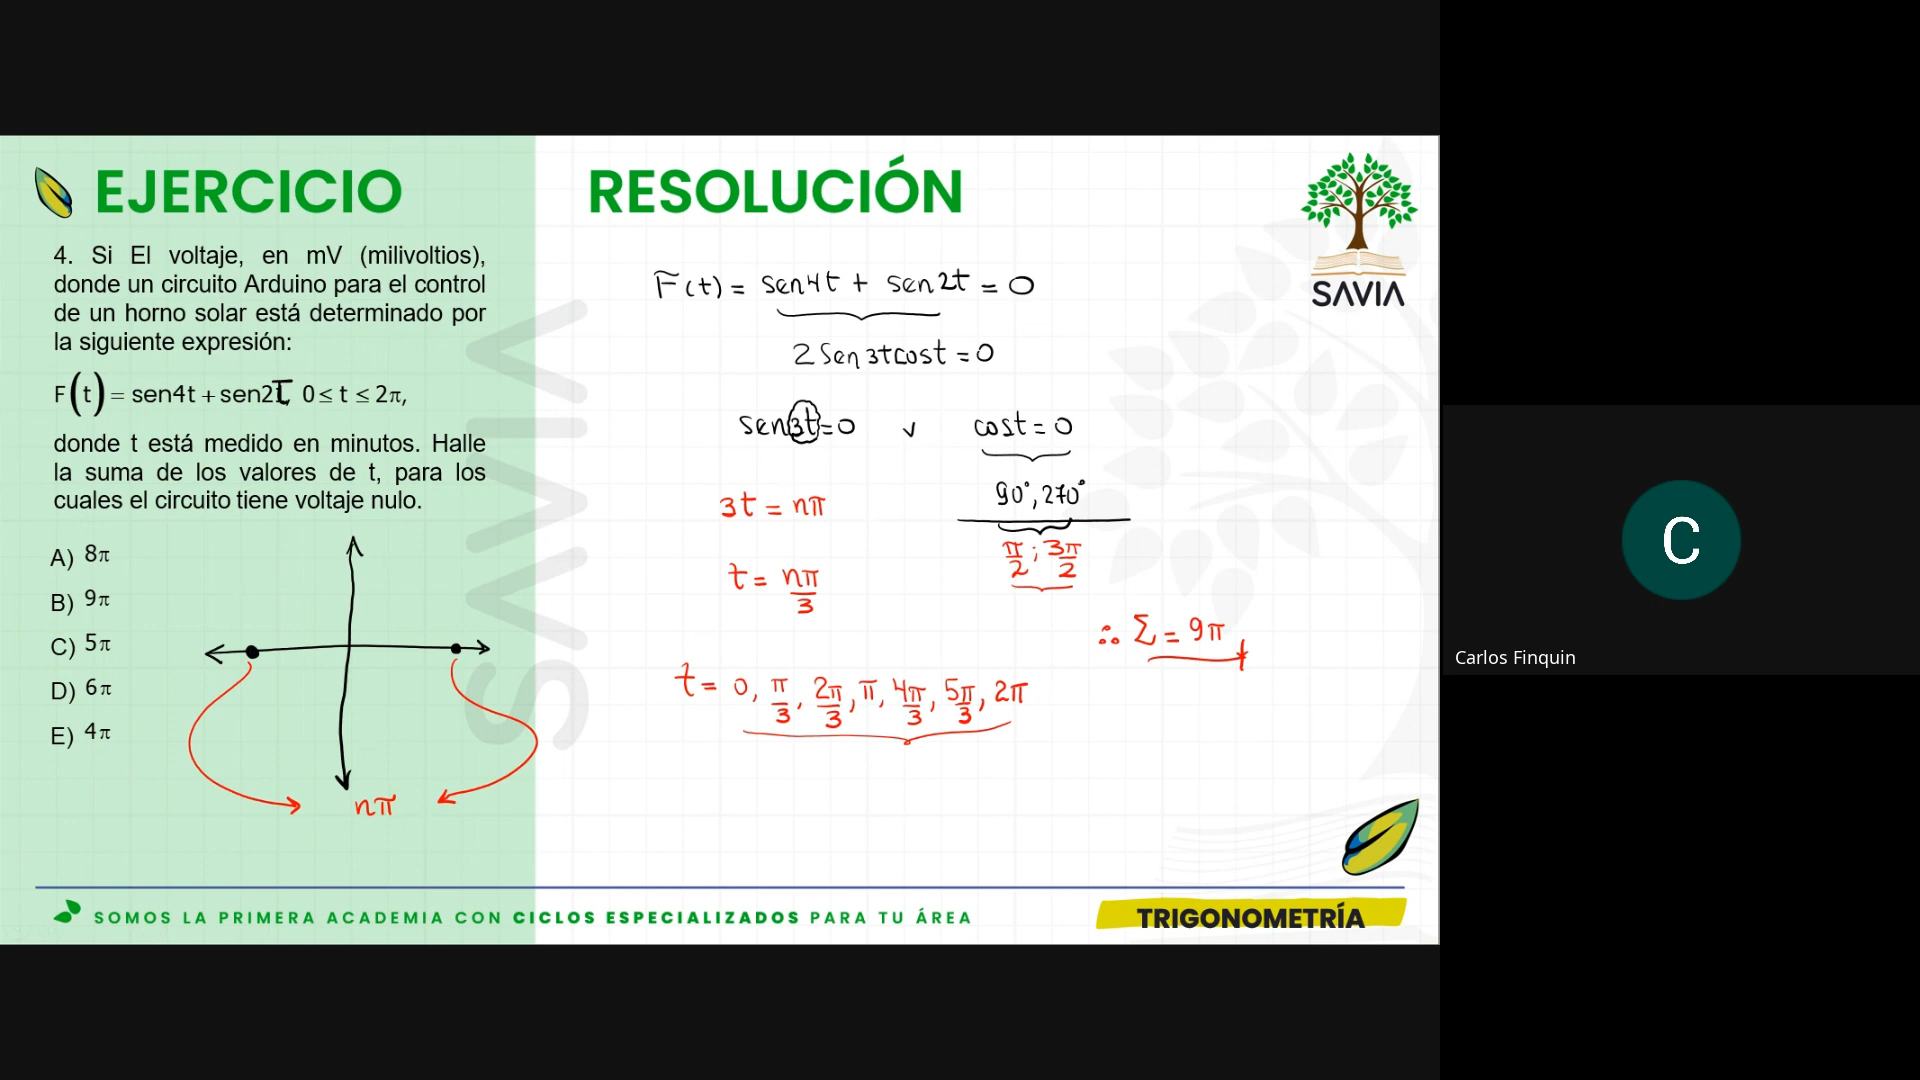 EJERCICIO
4. Si El voltaje, en mV (milivoltios),
donde un circuito Arduino para el control
de un horno solar está determinado por
la siguiente expresión:
F(t) = sen4t + sen2t, 0 ≤ t ≤ 2π,
donde t está medido en minutos. Halle
la suma de los valores de t, para los
cuales el circuito tiene voltaje nulo.
A) 8π
B) 9π
C) 5π
D) 6π
E) 4π
nπ
SAVIA
RESOLUCIÓN
F(t) = sen4t + sen2t = 0
2 Sen3tcost = 0
sen3t = 0 v cost = 0
90°, 270°
3t = nπ
π/2 ; 3π/2
t = nπ/3
∴ Σ = 9π
t = 0, π/3, 2π/3, π, 4π/3, 5π/3, 2π
SAVIA
SOMOS LA PRIMERA ACADEMIA CON CICLOS ESPECIALIZADOS PARA TU ÁREA
TRIGONOMETRÍA
C
Carlos Finquin